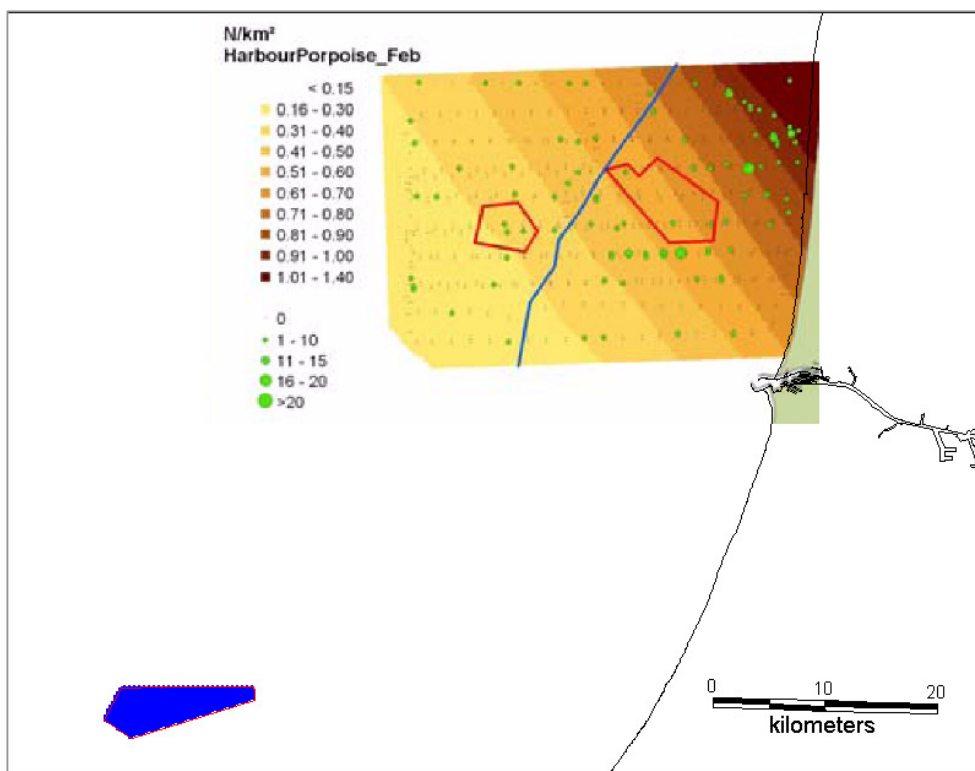 N/km²
HarbourPorpoise_Feb
< 0.15
0.16 - 0.30
0.31 - 0.40
0.41 - 0.50
0.51 - 0.60
0.61 - 0.70
0.71 - 0.80
0.81 - 0.90
0.91 - 1.00
1.01 - 1.40
0
1 - 10
11 - 15
16 - 20
>20
0 10 20
kilometers